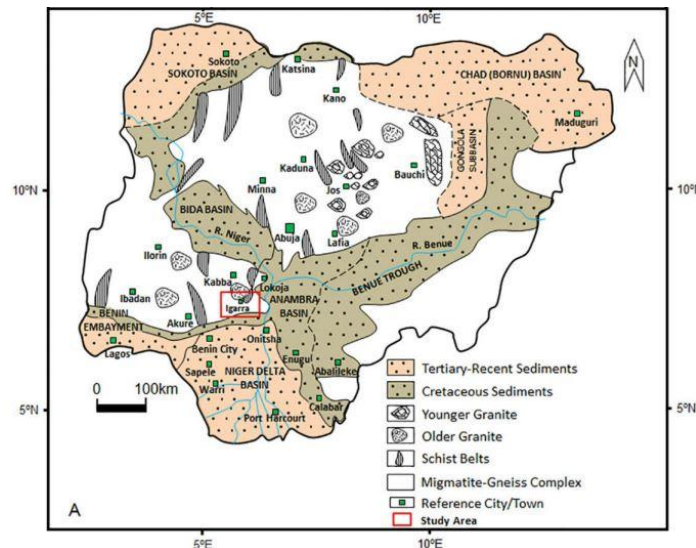 5°E
10°E
N
Sokoto
SOKOTO BASIN
Katsina
Kano
CHAD (BORNU) BASIN
Maduguri
GONGOLA
SUBBASIN
Kaduna
Bauchi
Jos
Minna
10°N
10°N
BIDA BASIN
R. Niger
Abuja
Lafia
R. Benue
Ilorin
Kabba
Lokoja
BENUE TROUGH
Igarra
ANAMBRA
BASIN
Ibadan
BENIN
EMBAYMENT
Akure
Lagos
Benin City
Onitsha
Enugu
Abalileke
Sapele
NIGER DELTA
BASIN
Warri
Calabar
Port Harcourt
0 100km
5°N
5°N
Tertiary-Recent Sediments
Cretaceous Sediments
Younger Granite
Older Granite
Schist Belts
Migmatite-Gneiss Complex
Reference City/Town
Study Area
A
5°E
10°E